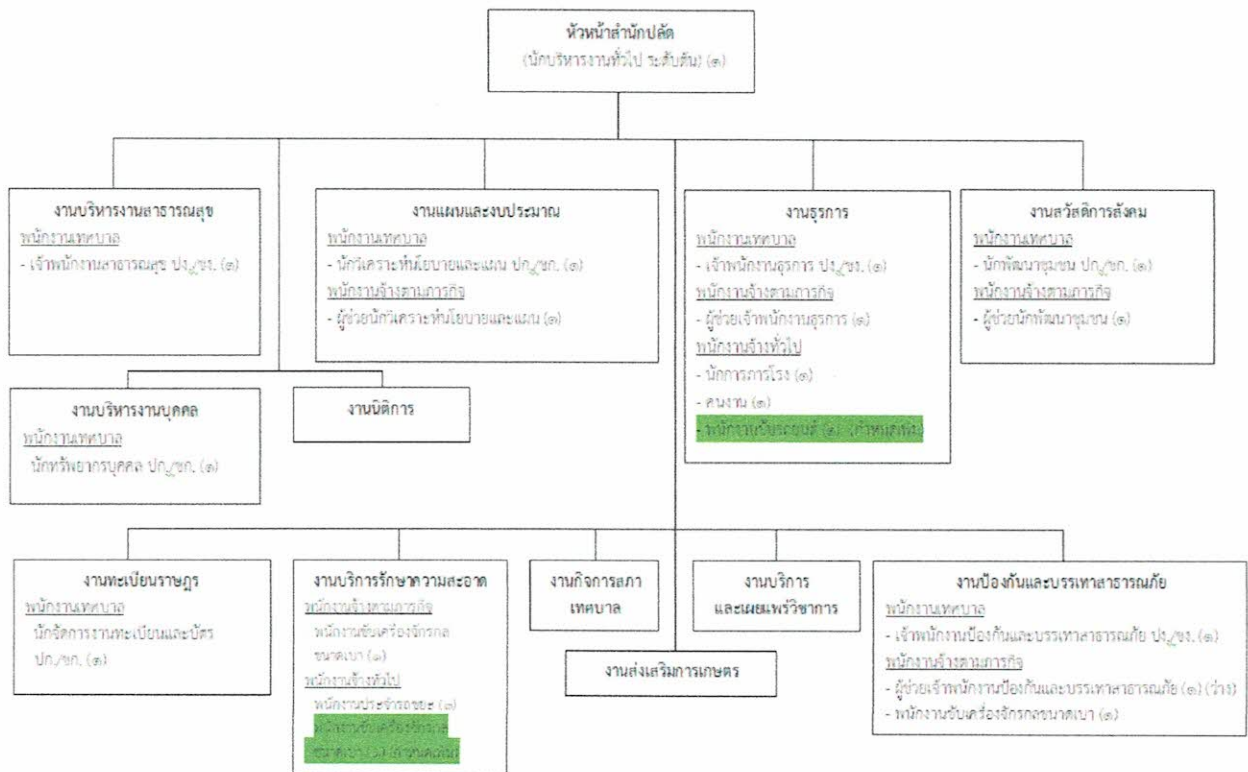 หัวหน้าสำนักปลัด
(นักบริหารงานทั่วไป ระดับต้น) (๑)
งานบริหารงานสาธารณสุข
พนักงานเทศบาล
- เจ้าพนักงานสาธารณสุข ปง./ชง. (๑)
งานแผนและงบประมาณ
พนักงานเทศบาล
- นักวิเคราะห์นโยบายและแผน ปก./ชก. (๑)
พนักงานจ้างตามภารกิจ
- ผู้ช่วยนักวิเคราะห์นโยบายและแผน (๑)
งานธุรการ
พนักงานเทศบาล
- เจ้าพนักงานธุรการ ปง./ชง. (๑)
พนักงานจ้างตามภารกิจ
- ผู้ช่วยเจ้าพนักงานธุรการ (๑)
พนักงานจ้างทั่วไป
- นักการภารโรง (๑)
- คนงาน (๑)
- พนักงานขับรถยนต์ (๑) (กำหนดเพิ่ม)
งานสวัสดิการสังคม
พนักงานเทศบาล
- นักพัฒนาชุมชน ปก./ชก. (๑)
พนักงานจ้างตามภารกิจ
- ผู้ช่วยนักพัฒนาชุมชน (๑)
งานบริหารงานบุคคล
พนักงานเทศบาล
นักทรัพยากรบุคคล ปก./ชก. (๑)
งานนิติการ
งานทะเบียนราษฎร
พนักงานเทศบาล
นักจัดการงานทะเบียนและบัตร
ปก./ชก. (๑)
งานบริการรักษาความสะอาด
พนักงานจ้างตามภารกิจ
พนักงานขับเครื่องจักรกล
ขนาดเบา (๑)
พนักงานจ้างทั่วไป
พนักงานประจำรถขยะ (๓)
พนักงานขับเครื่องจักรกล
ขนาดเบา (๑) (กำหนดเพิ่ม)
งานกิจการสภา
เทศบาล
งานบริการ
และเผยแพร่วิชาการ
งานส่งเสริมการเกษตร
งานป้องกันและบรรเทาสาธารณภัย
พนักงานเทศบาล
- เจ้าพนักงานป้องกันและบรรเทาสาธารณภัย ปง./ชง. (๑)
พนักงานจ้างตามภารกิจ
- ผู้ช่วยเจ้าพนักงานป้องกันและบรรเทาสาธารณภัย (๑) (ว่าง)
- พนักงานขับเครื่องจักรกลขนาดเบา (๑)